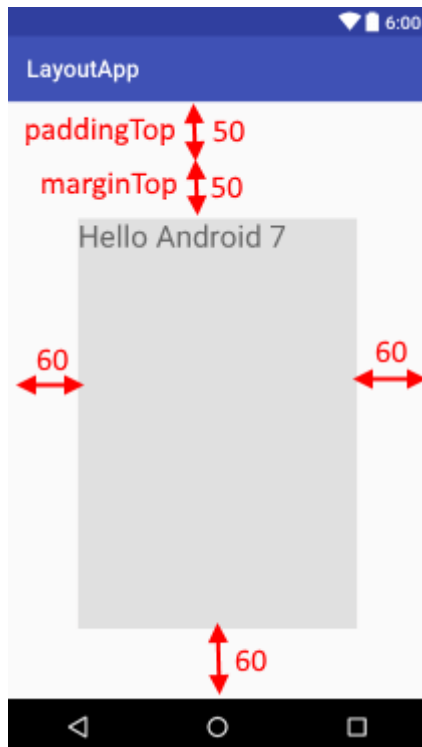 6:00
LayoutApp
paddingTop 50
marginTop 50
Hello Android 7
60
60
60